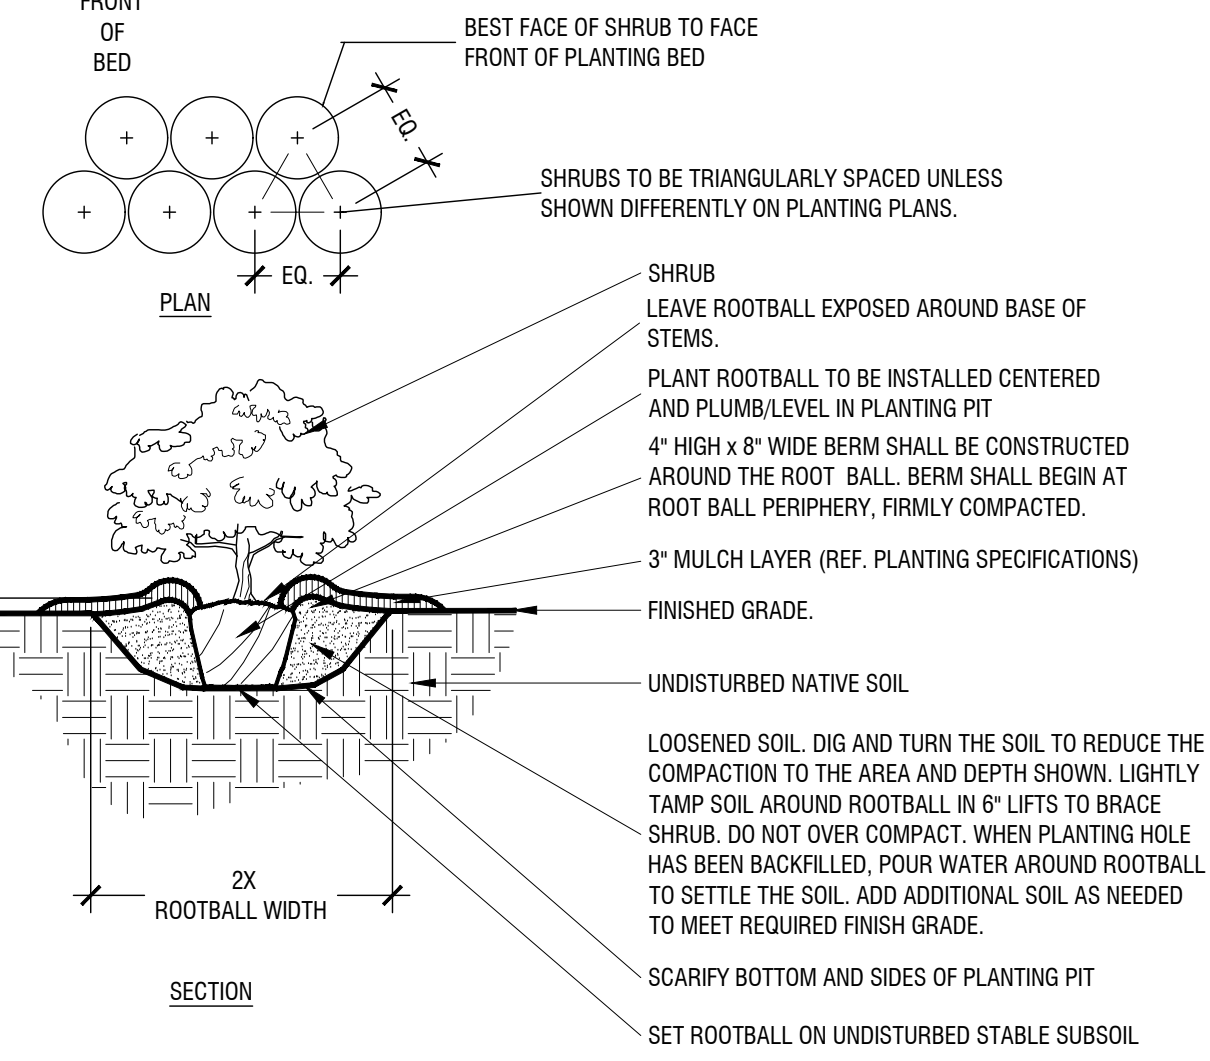 FRONT
OF
BED
BEST FACE OF SHRUB TO FACE
FRONT OF PLANTING BED
EQ.
SHRUBS TO BE TRIANGULARLY SPACED UNLESS
SHOWN DIFFERENTLY ON PLANTING PLANS.
EQ.
PLAN
SHRUB
LEAVE ROOTBALL EXPOSED AROUND BASE OF
STEMS.
PLANT ROOTBALL TO BE INSTALLED CENTERED
AND PLUMB/LEVEL IN PLANTING PIT
4" HIGH x 8" WIDE BERM SHALL BE CONSTRUCTED
AROUND THE ROOT BALL. BERM SHALL BEGIN AT
ROOT BALL PERIPHERY, FIRMLY COMPACTED.
3" MULCH LAYER (REF. PLANTING SPECIFICATIONS)
FINISHED GRADE.
UNDISTURBED NATIVE SOIL
LOOSENED SOIL. DIG AND TURN THE SOIL TO REDUCE THE
COMPACTION TO THE AREA AND DEPTH SHOWN. LIGHTLY
TAMP SOIL AROUND ROOTBALL IN 6" LIFTS TO BRACE
SHRUB. DO NOT OVER COMPACT. WHEN PLANTING HOLE
HAS BEEN BACKFILLED, POUR WATER AROUND ROOTBALL
TO SETTLE THE SOIL. ADD ADDITIONAL SOIL AS NEEDED
TO MEET REQUIRED FINISH GRADE.
2X
ROOTBALL WIDTH
SCARIFY BOTTOM AND SIDES OF PLANTING PIT
SECTION
SET ROOTBALL ON UNDISTURBED STABLE SUBSOIL